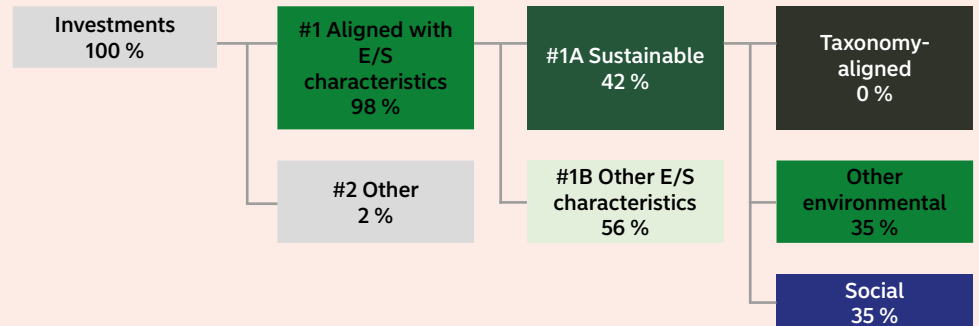 Investments
100 %
#1 Aligned with
E/S
characteristics
98 %
#1A Sustainable
42 %
Taxonomy-
aligned
0 %
#2 Other
2 %
#1B Other E/S
characteristics
56 %
Other
environmental
35 %
Social
35 %